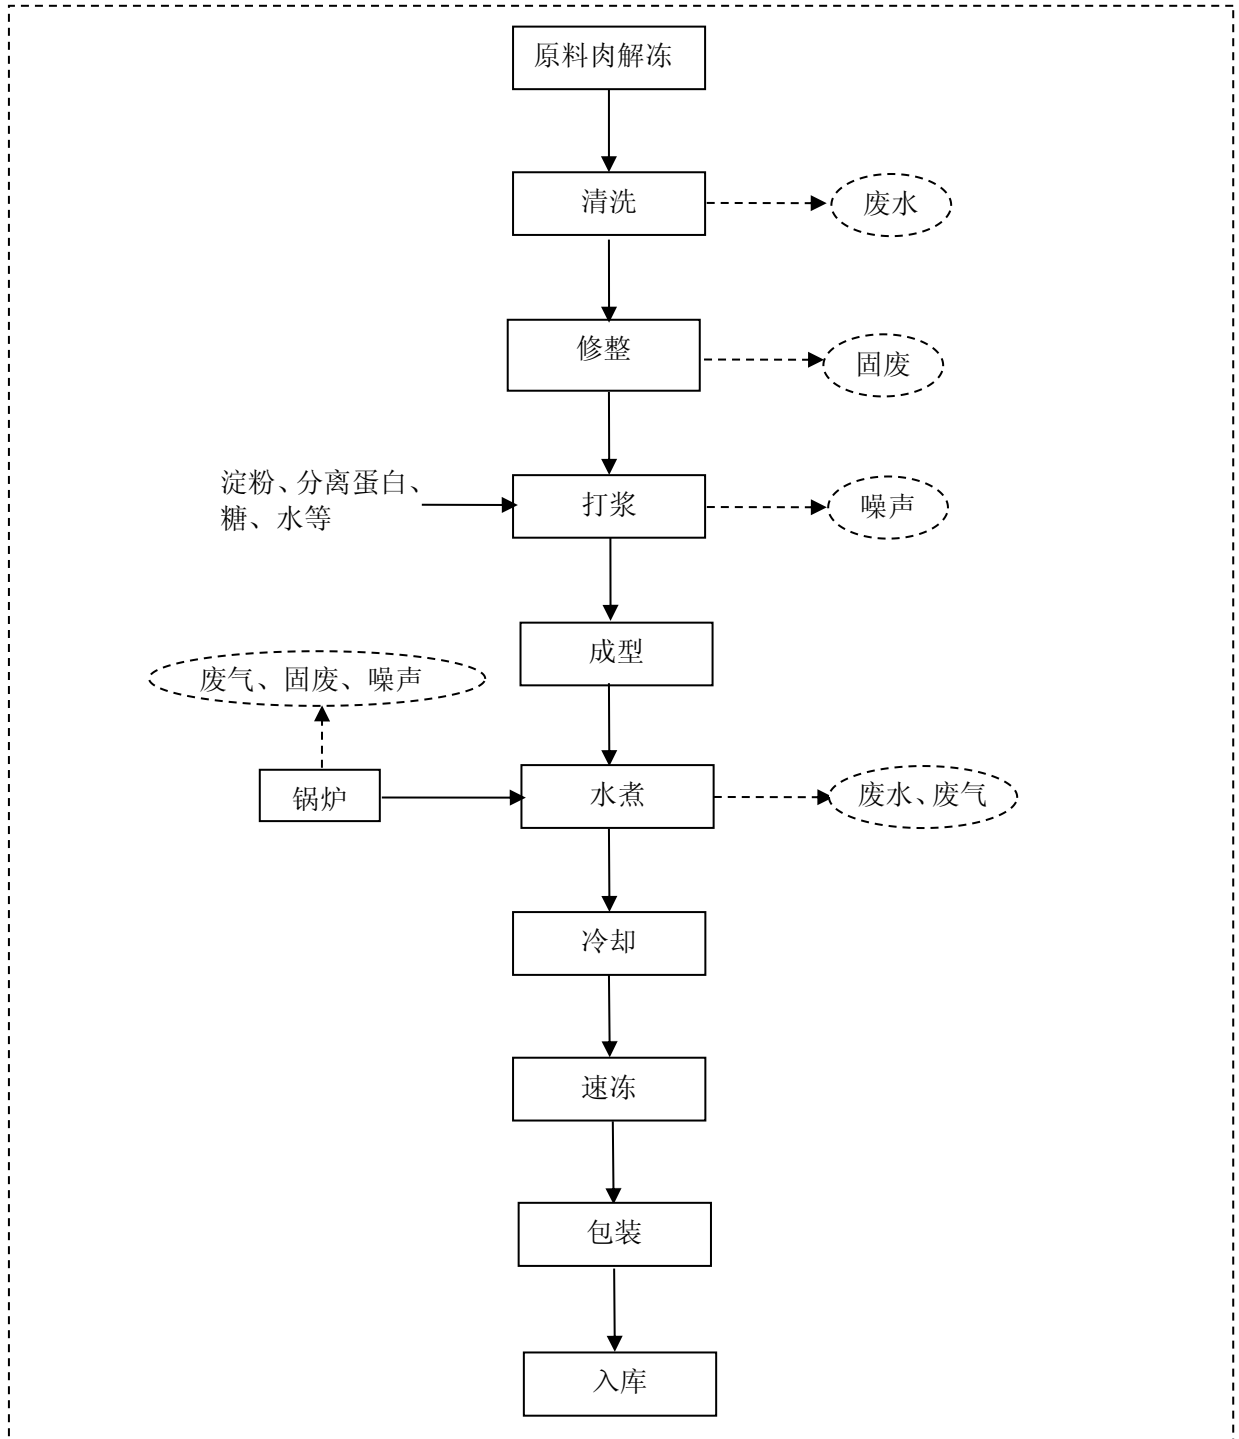 原料肉解冻
清洗
废水
修整
固废
淀粉、分离蛋白、
糖、水等
打浆
噪声
成型
废气、固废、噪声
锅炉
水煮
废水、废气
冷却
速冻
包装
入库